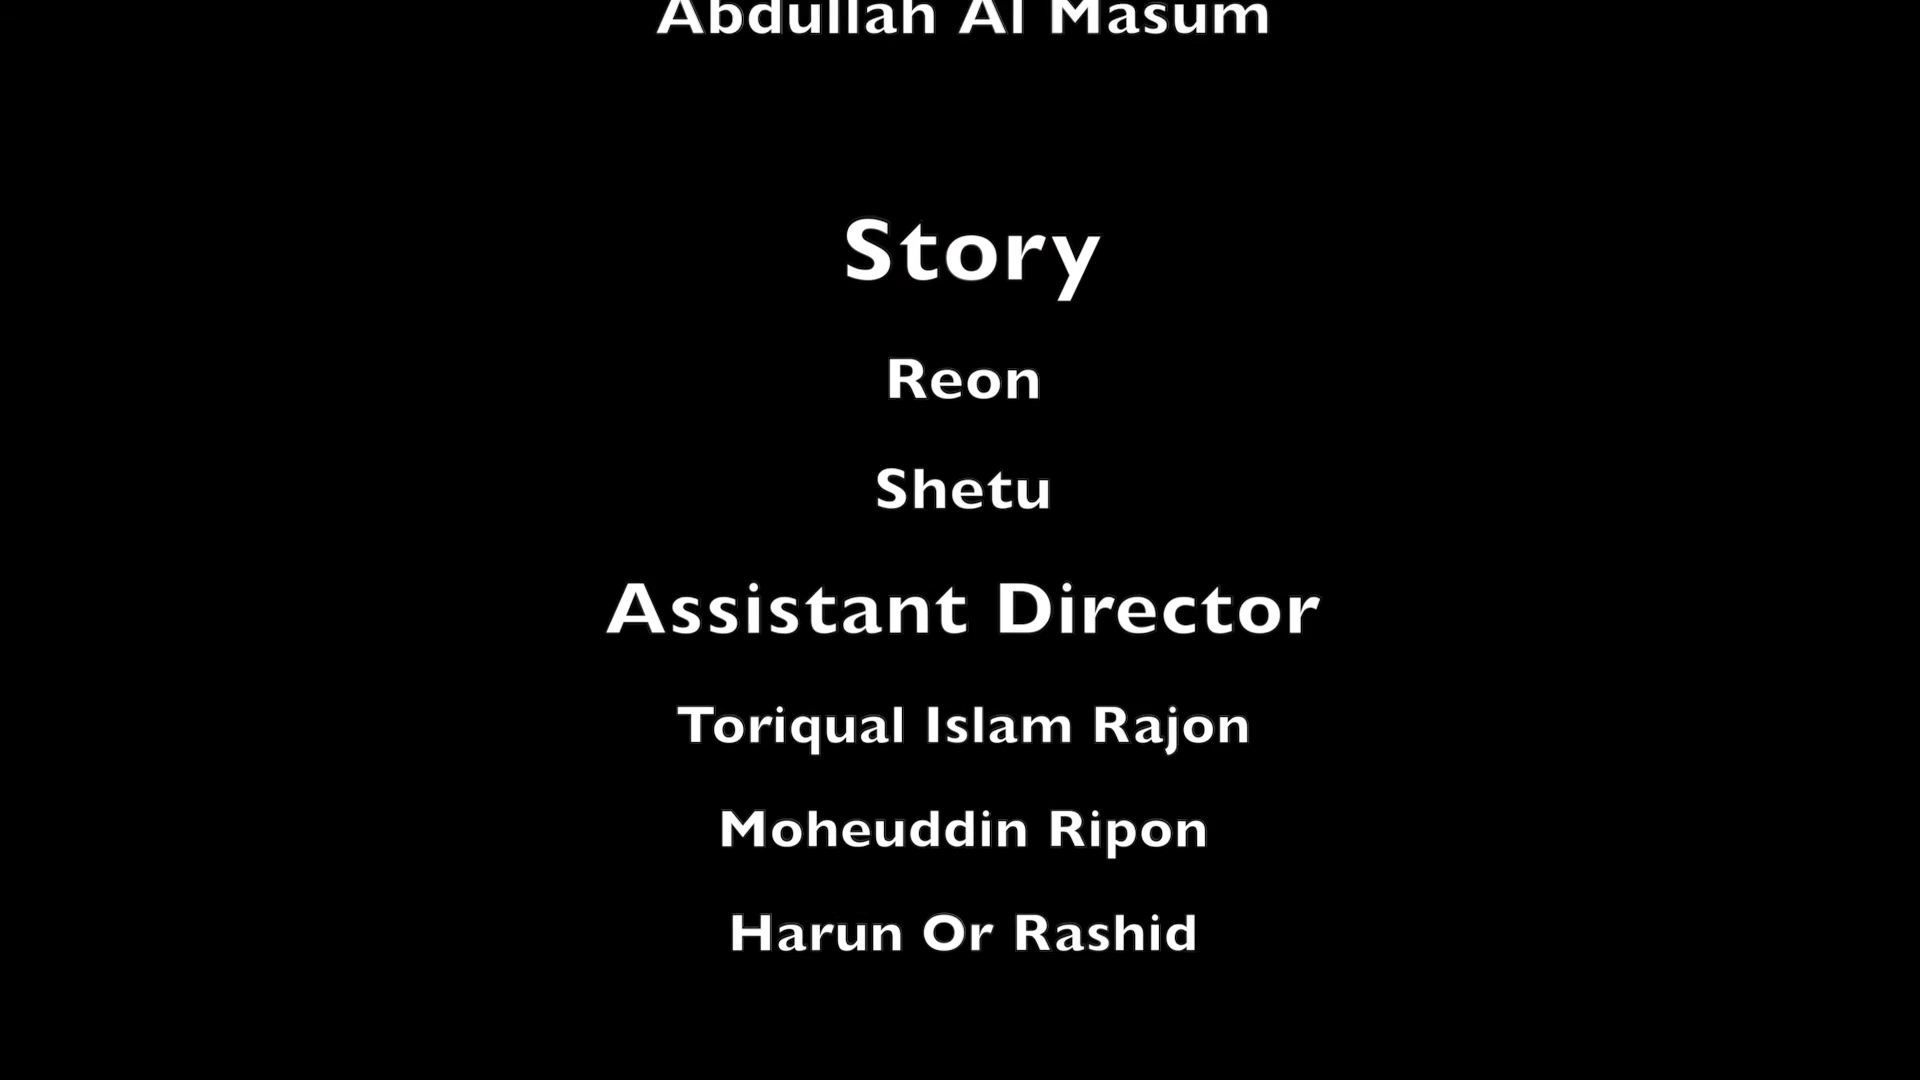 Abdullah Al Masum
Story
Reon
Shetu
Assistant Director
Toriqual Islam Rajon
Moheuddin Ripon
Harun Or Rashid